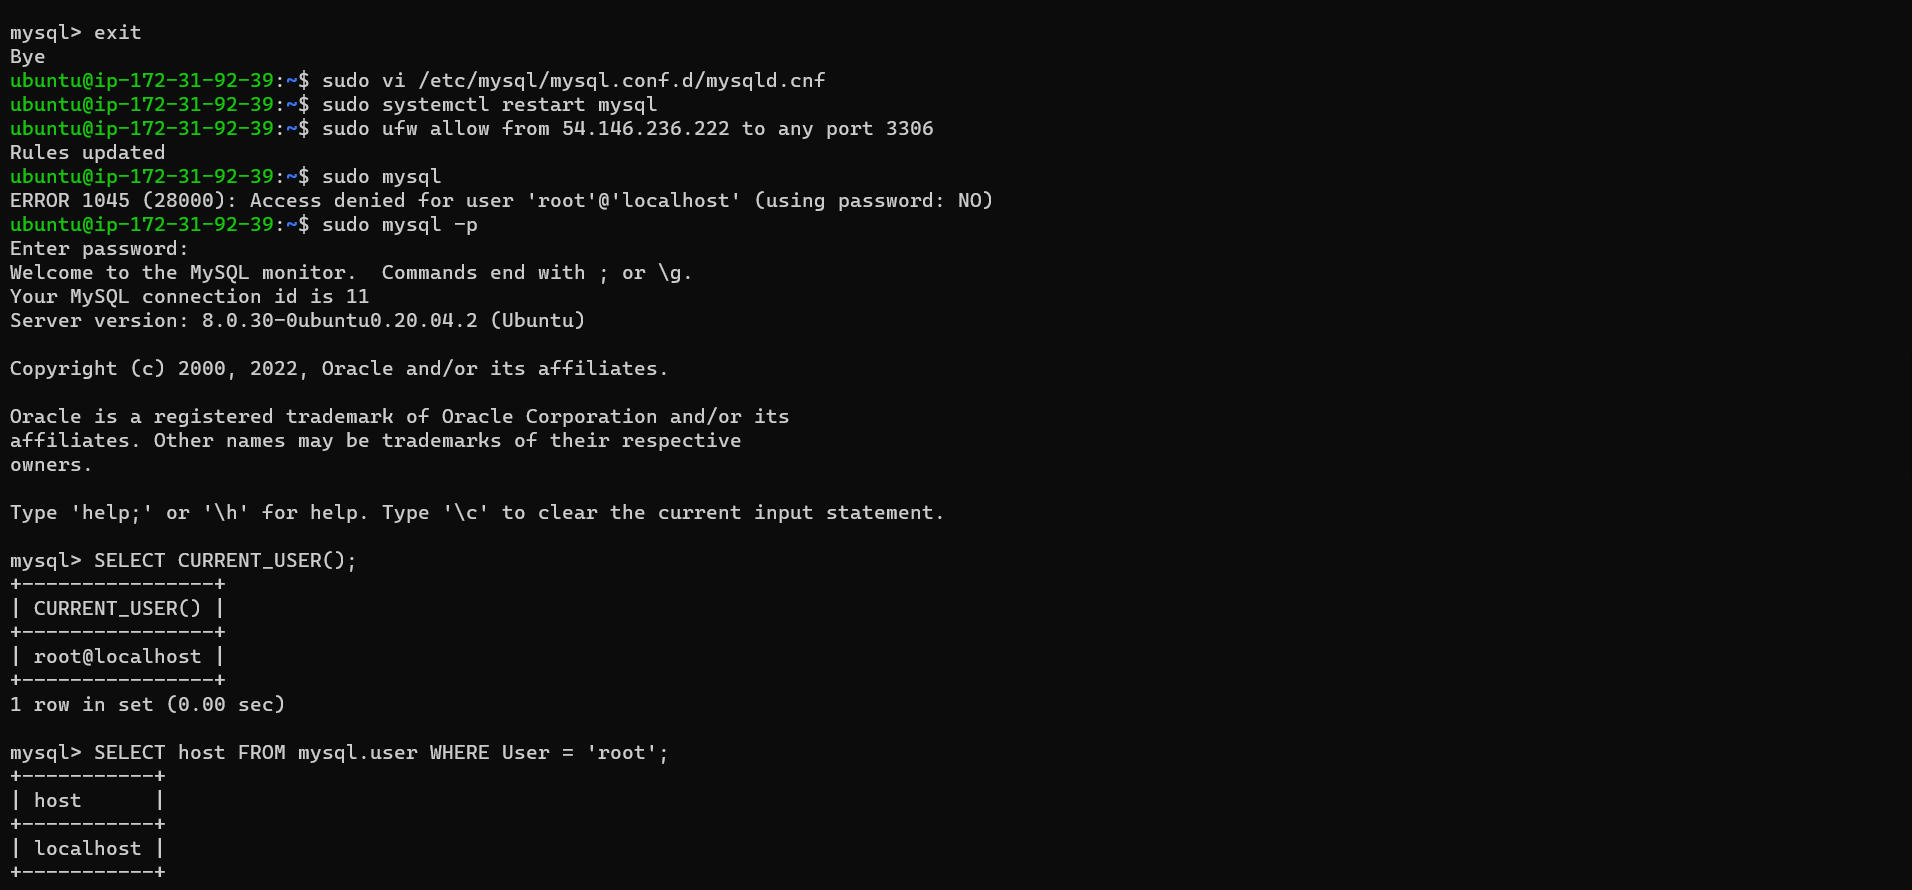 mysql> exit
Bye
ubuntu@ip-172-31-92-39:~$ sudo vi /etc/mysql/mysql.conf.d/mysqld.cnf
ubuntu@ip-172-31-92-39:~$ sudo systemctl restart mysql
ubuntu@ip-172-31-92-39:~$ sudo ufw allow from 54.146.236.222 to any port 3306
Rules updated
ubuntu@ip-172-31-92-39:~$ sudo mysql
ERROR 1045 (28000): Access denied for user 'root'@'localhost' (using password: NO)
ubuntu@ip-172-31-92-39:~$ sudo mysql -p
Enter password:
Welcome to the MySQL monitor.  Commands end with ; or \g.
Your MySQL connection id is 11
Server version: 8.0.30-0ubuntu0.20.04.2 (Ubuntu)

Copyright (c) 2000, 2022, Oracle and/or its affiliates.

Oracle is a registered trademark of Oracle Corporation and/or its
affiliates. Other names may be trademarks of their respective
owners.

Type 'help;' or '\h' for help. Type '\c' to clear the current input statement.

mysql> SELECT CURRENT_USER();
+----------------+
| CURRENT_USER() |
+----------------+
| root@localhost |
+----------------+
1 row in set (0.00 sec)

mysql> SELECT host FROM mysql.user WHERE User = 'root';
+-----------+
| host      |
+-----------+
| localhost |
+-----------+